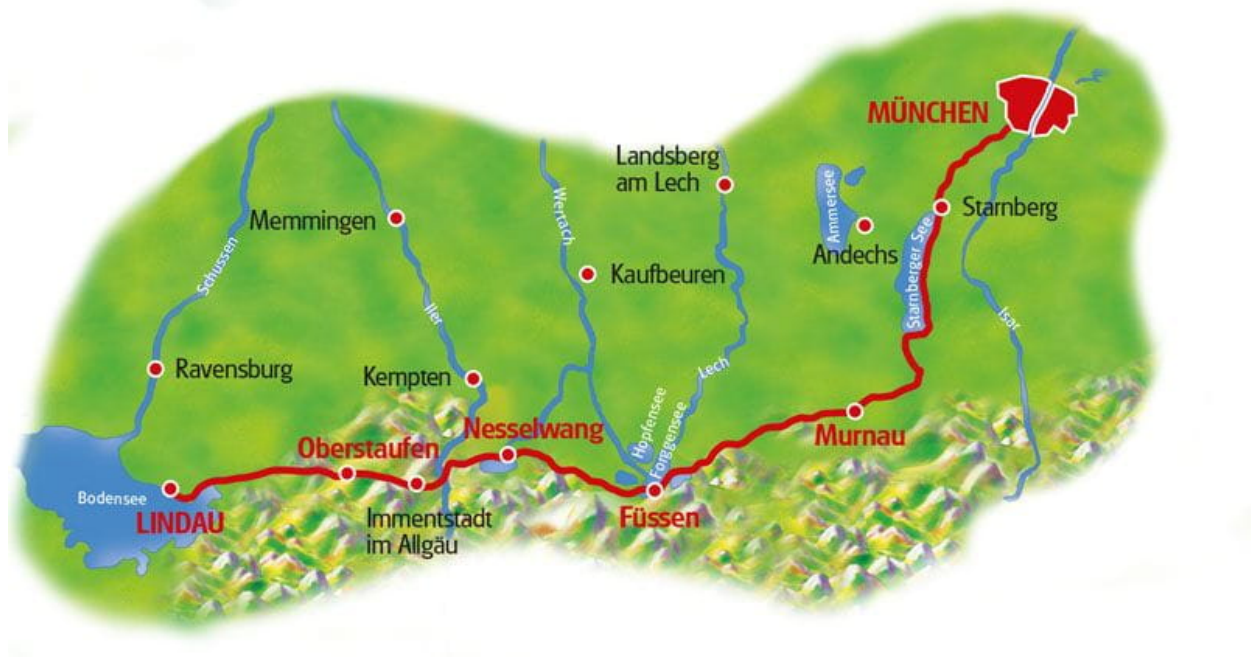 MÜNCHEN
Landsberg
am Lech
Ammersee
Starnberg
Memmingen
Wertach
Schussen
Andechs
Starnberger See
Kaufbeuren
Iller
Isar
Ravensburg
Kempten
Lech
Hopfensee
Forggensee
Nesselwang
Murnau
Oberstaufen
Bodensee
LINDAU
Immenstadt
im Allgäu
Füssen